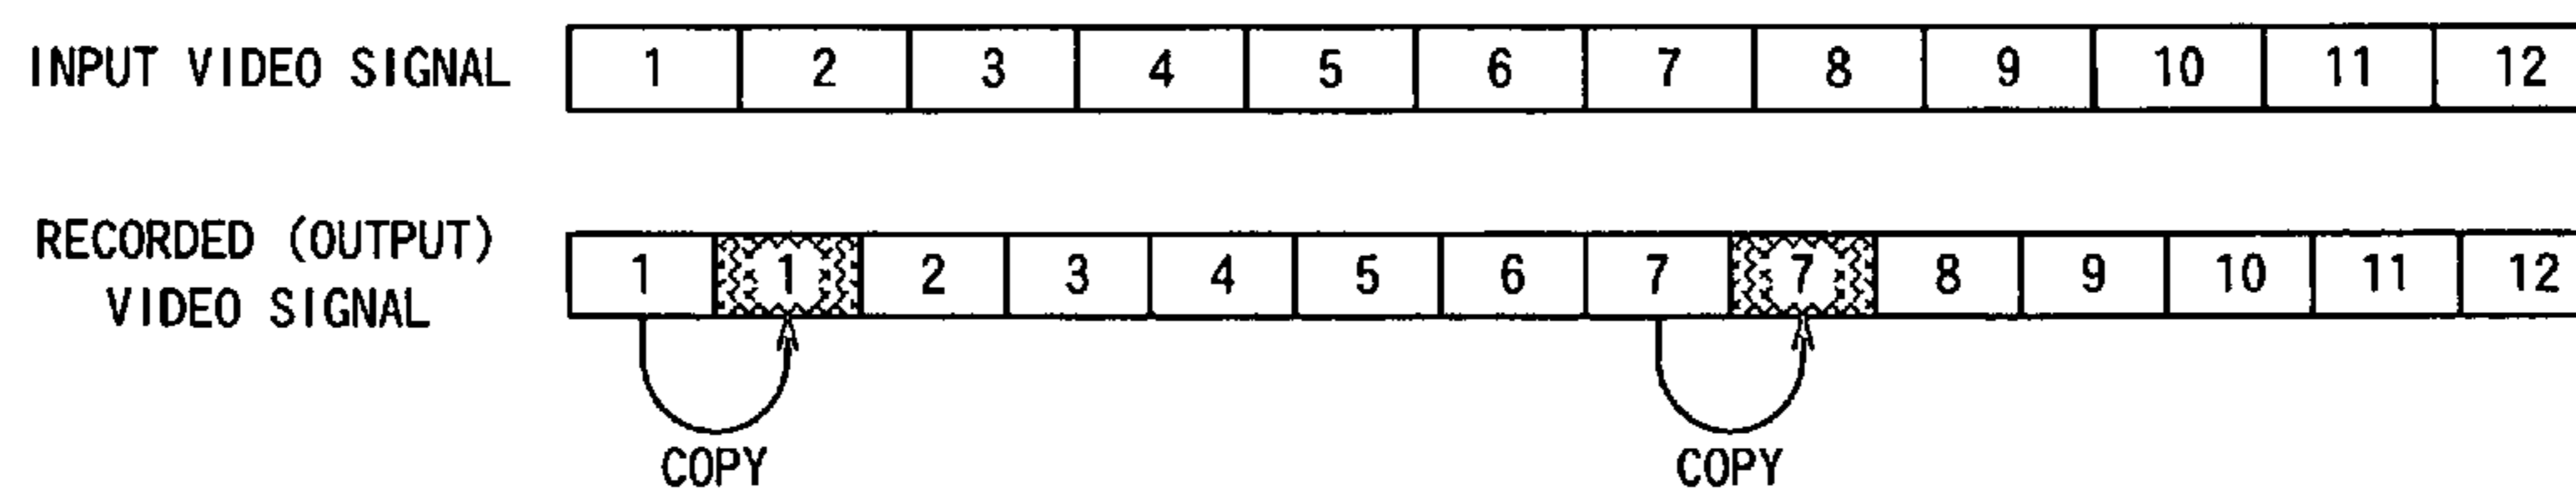 INPUT VIDEO SIGNAL 1 2 3 4 5 6 7 8 9 10 11 12
RECORDED (OUTPUT)
VIDEO SIGNAL
1 1 2 3 4 5 6 7 7 8 9 10 11 12
COPY COPY